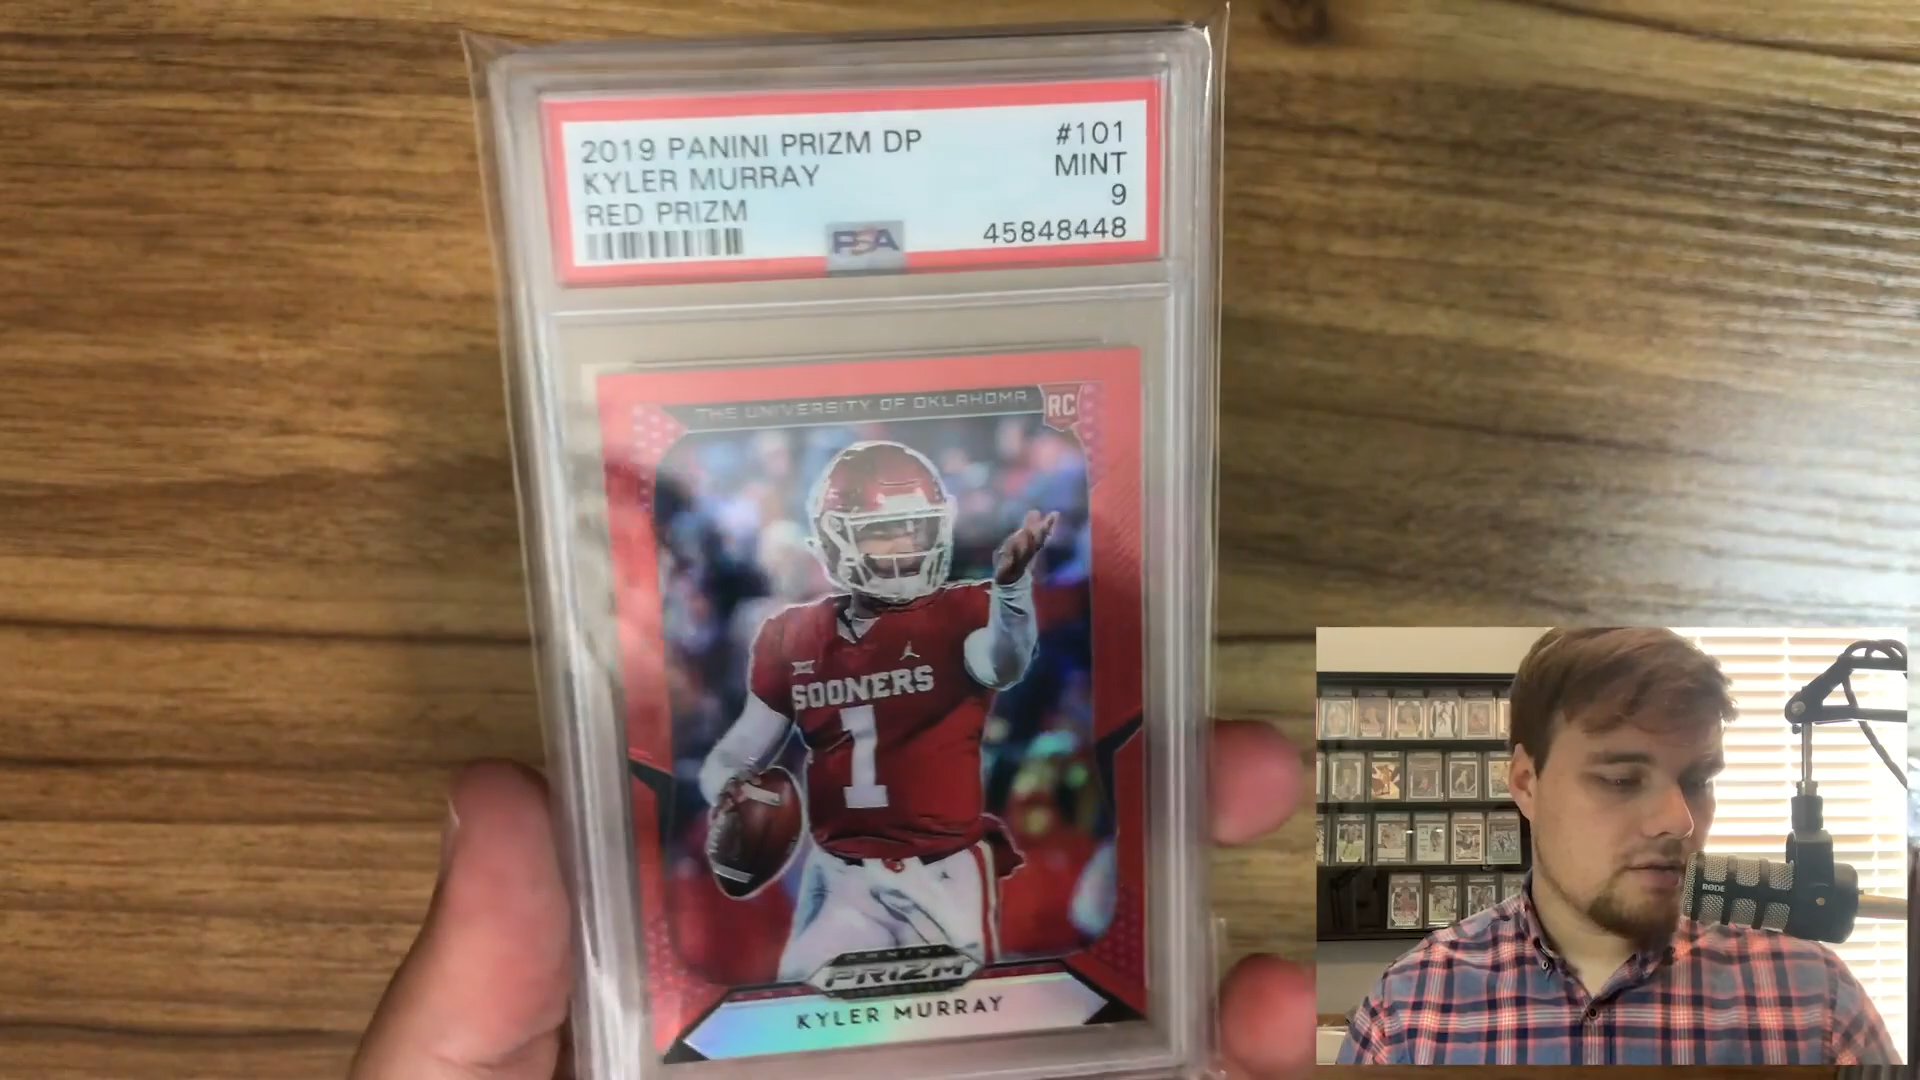 2019 PANINI PRIZM DP #101
KYLER MURRAY MINT
RED PRIZM 9
PSA 45848448
THE UNIVERSITY OF OKLAHOMA RC
SOONERS
1
PANINI
PRIZM
KYLER MURRAY
RØDE